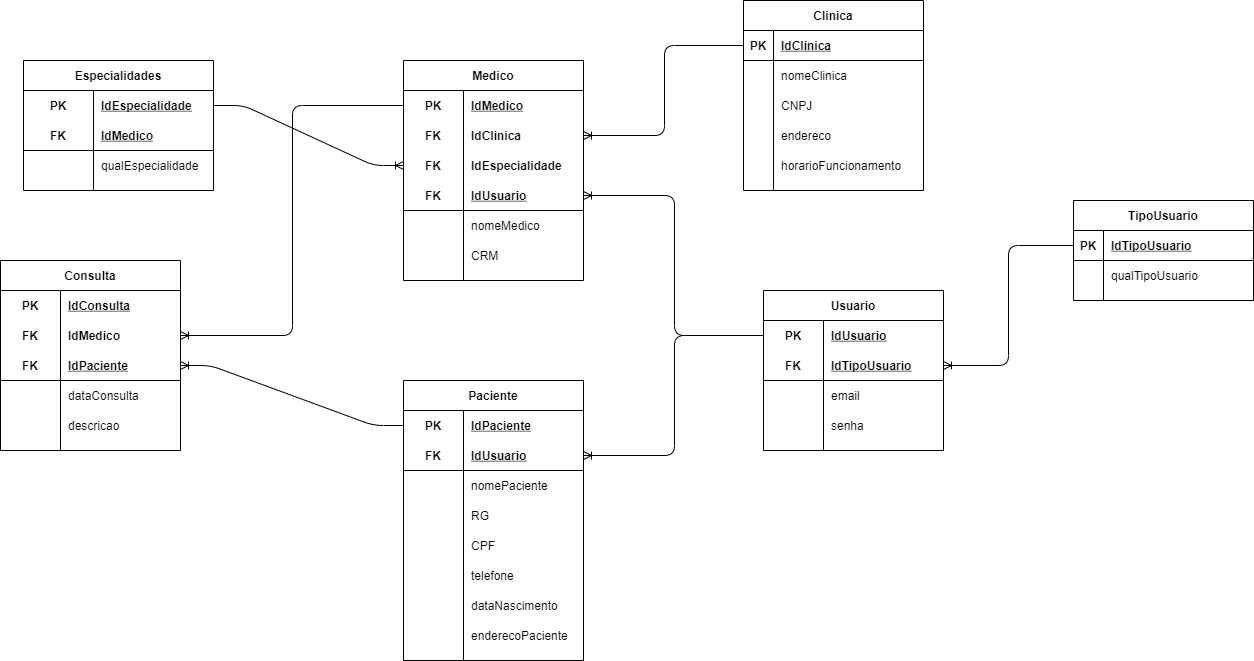 Clinica
PK IdClinica
nomeClinica
CNPJ
endereco
horarioFuncionamento
Especialidades
PK IdEspecialidade
FK IdMedico
qualEspecialidade
Medico
PK IdMedico
FK IdClinica
FK IdEspecialidade
FK IdUsuario
nomeMedico
CRM
TipoUsuario
PK IdTipoUsuario
qualTipoUsuario
Consulta
PK IdConsulta
FK IdMedico
FK IdPaciente
dataConsulta
descricao
Usuario
PK IdUsuario
FK IdTipoUsuario
email
senha
Paciente
PK IdPaciente
FK IdUsuario
nomePaciente
RG
CPF
telefone
dataNascimento
enderecoPaciente